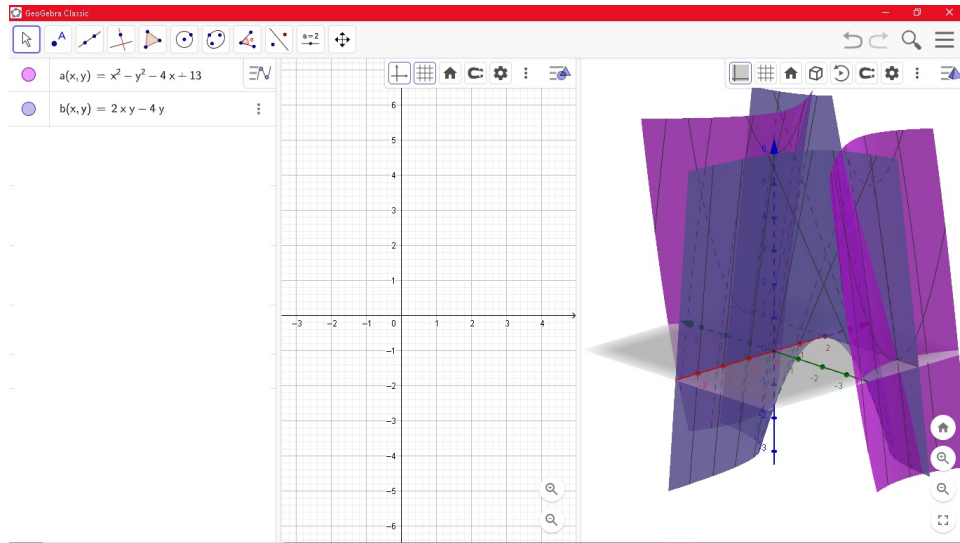 GeoGebra Classic
a=2
a(x, y) = x² − y² − 4 x + 13
b(x, y) = 2 x y − 4 y
6
5
4
3
2
1
−3 −2 −1 0 1 2 3 4
−1
−2
−3
−4
−5
−6